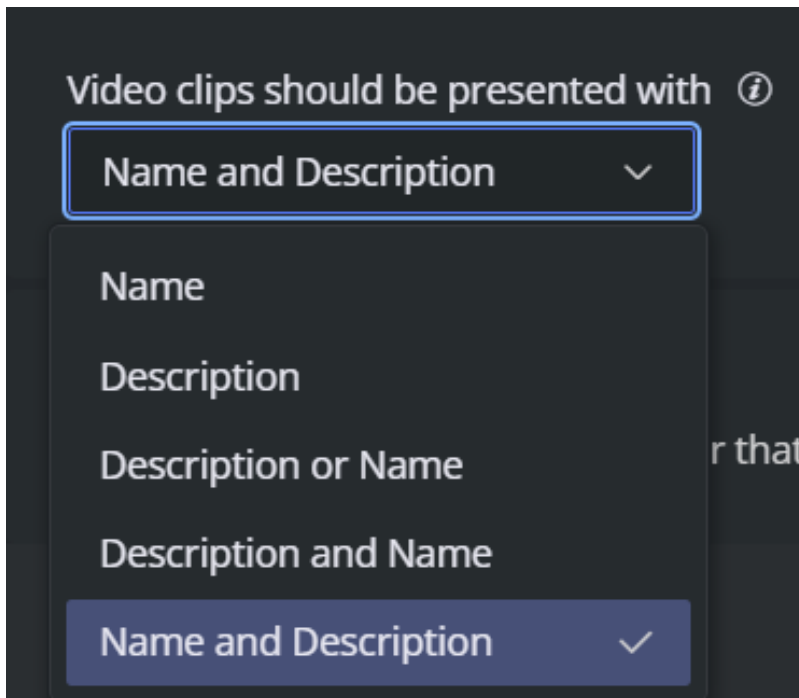 Video clips should be presented with
Name and Description
Name
Description
Description or Name
r that
Description and Name
Name and Description